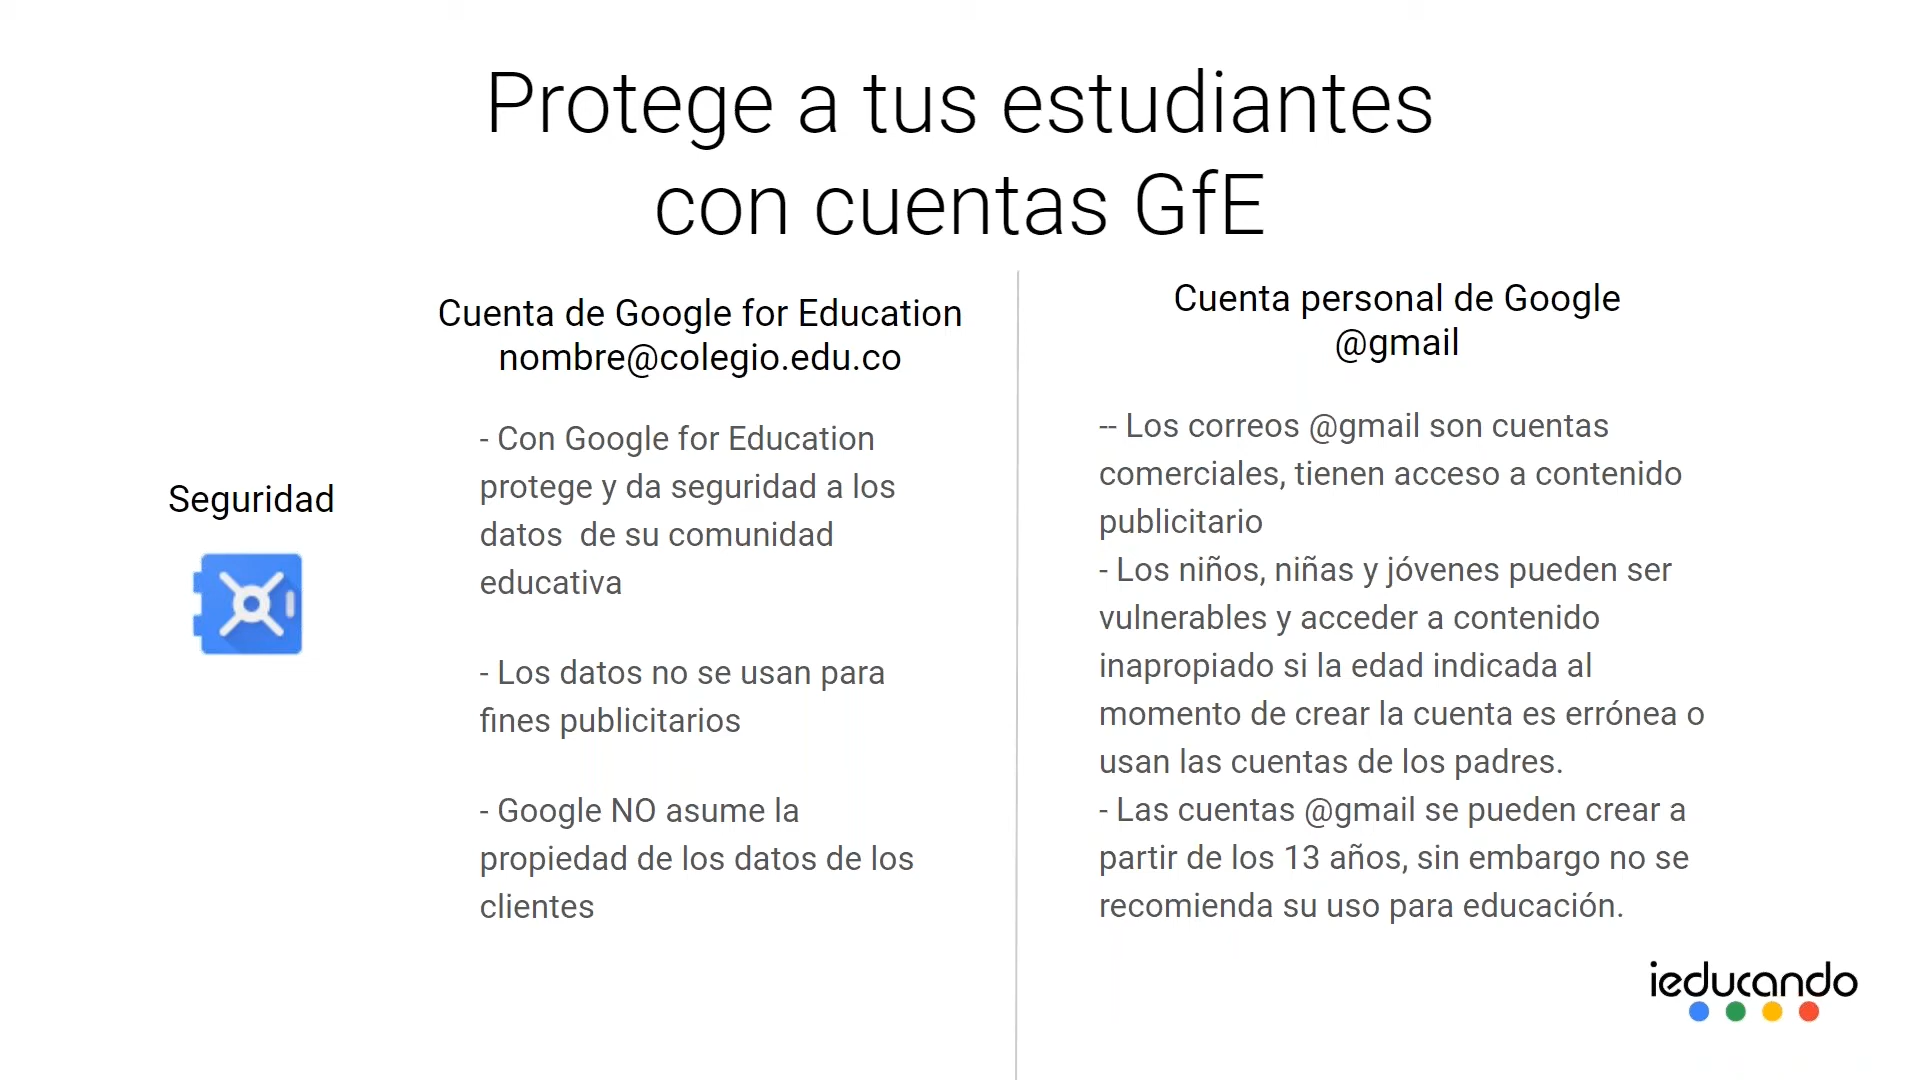 Protege a tus estudiantes
con cuentas GfE
Seguridad
Cuenta de Google for Education
nombre@colegio.edu.co
- Con Google for Education
protege y da seguridad a los
datos  de su comunidad
educativa
- Los datos no se usan para
fines publicitarios
- Google NO asume la
propiedad de los datos de los
clientes
Cuenta personal de Google
@gmail
-- Los correos @gmail son cuentas
comerciales, tienen acceso a contenido
publicitario
- Los niños, niñas y jóvenes pueden ser
vulnerables y acceder a contenido
inapropiado si la edad indicada al
momento de crear la cuenta es errónea o
usan las cuentas de los padres.
- Las cuentas @gmail se pueden crear a
partir de los 13 años, sin embargo no se
recomienda su uso para educación.
ieducando